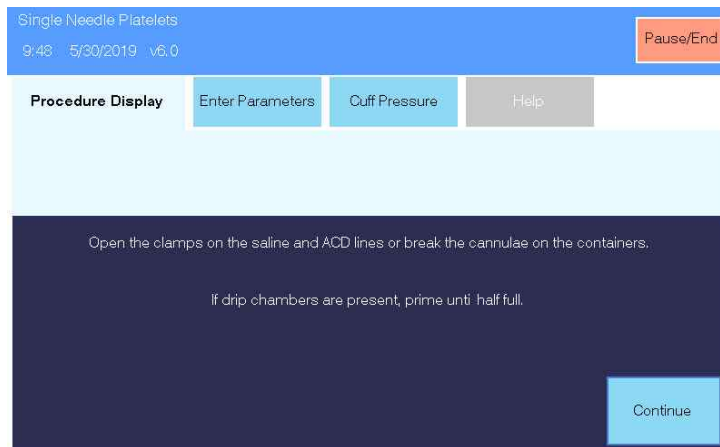 Single Needle Platelets
9:48 5/30/2019 v6.0
Pause/End
Procedure Display Enter Parameters Cuff Pressure Help
Open the clamps on the saline and ACD lines or break the cannulae on the containers.
If drip chambers are present, prime unti half full.
Continue